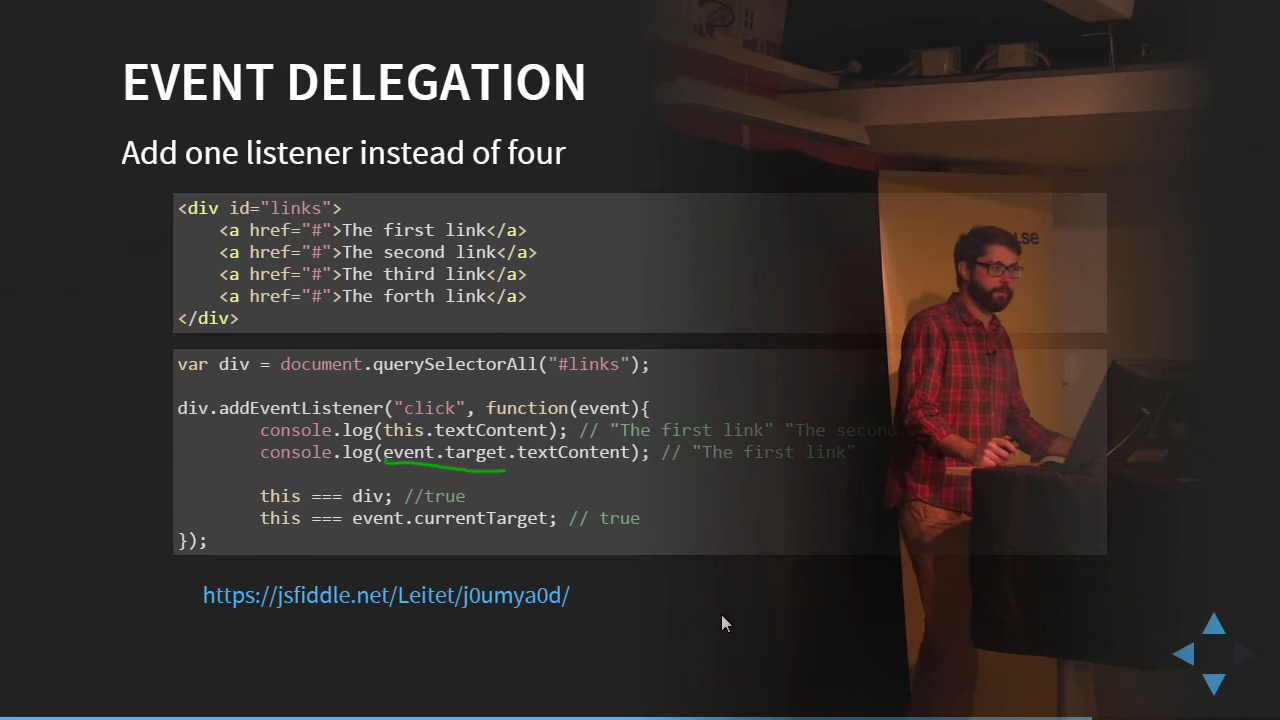 EVENT DELEGATION
Add one listener instead of four
<div id="links">
<a href="#">The first link</a>
<a href="#">The second link</a>
<a href="#">The third link</a>
<a href="#">The forth link</a>
</div>
var div = document.querySelectorAll("#links");
div.addEventListener("click", function(event){
console.log(this.textContent); // "The first link" "The second
console.log(event.target.textContent); // "The first link"
this === div; //true
this === event.currentTarget; // true
});
https://jsfiddle.net/Leitet/j0umya0d/